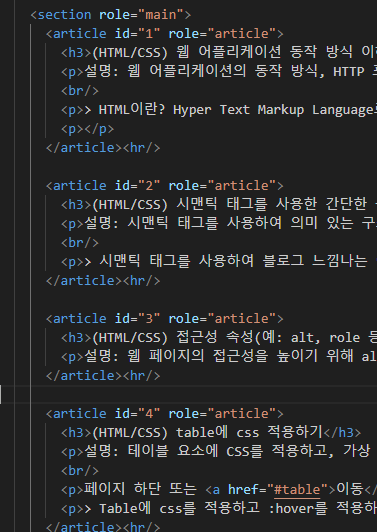 <section role="main">
<article id="1" role="article">
<h3>(HTML/CSS) 웹 어플리케이션 동작 방식
<p>설명: 웹 어플리케이션의 동작 방식, HTTP
<br/>
<p>> HTML이란? Hyper Text Markup Language
<p></p>
</article><hr/>
<article id="2" role="article">
<h3>(HTML/CSS) 시맨틱 태그를 사용한 간단한
<p>설명: 시맨틱 태그를 사용하여 의미 있는
<br/>
<p>> 시맨틱 태그를 사용하여 블로그 느낌나는
</article><hr/>
<article id="3" role="article">
<h3>(HTML/CSS) 접근성 속성(예: alt, role
<p>설명: 웹 페이지의 접근성을 높이기 위해 al
</article><hr/>
<article id="4" role="article">
<h3>(HTML/CSS) table에 css 적용하기</h3>
<p>설명: 테이블 요소에 CSS를 적용하고, 가상
<br/>
<p>페이지 하단 또는 <a href="#table">이동</
<p>> Table에 css를 적용하고 :hover를 적용하
</article><hr/>